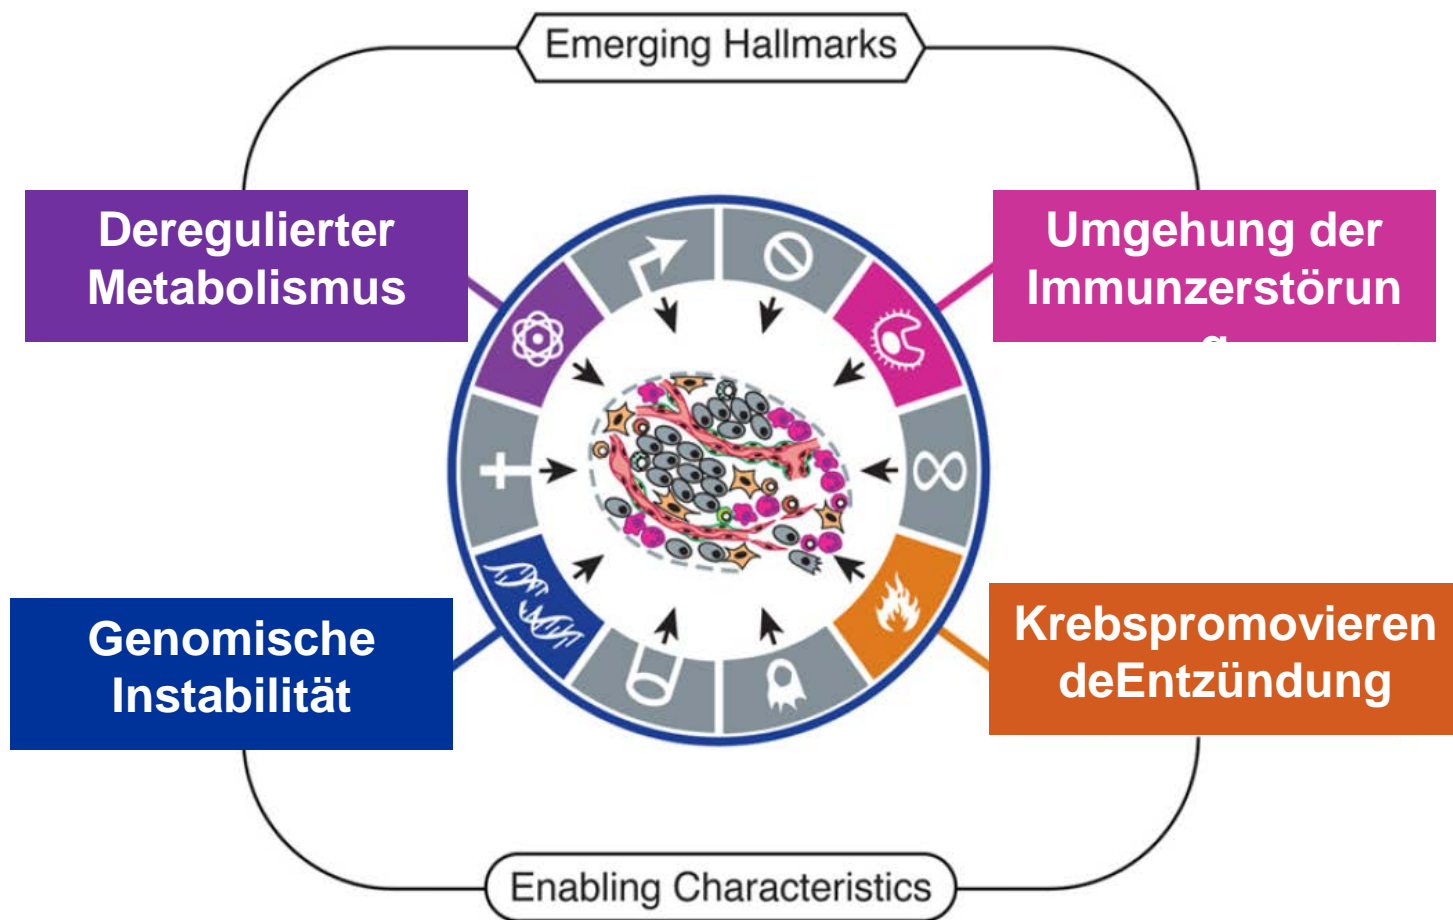 Emerging Hallmarks
Deregulierter
Metabolismus
Umgehung der
Immunzerstörun
g
Genomische
Instabilität
Krebspromovieren
deEntzündung
Enabling Characteristics